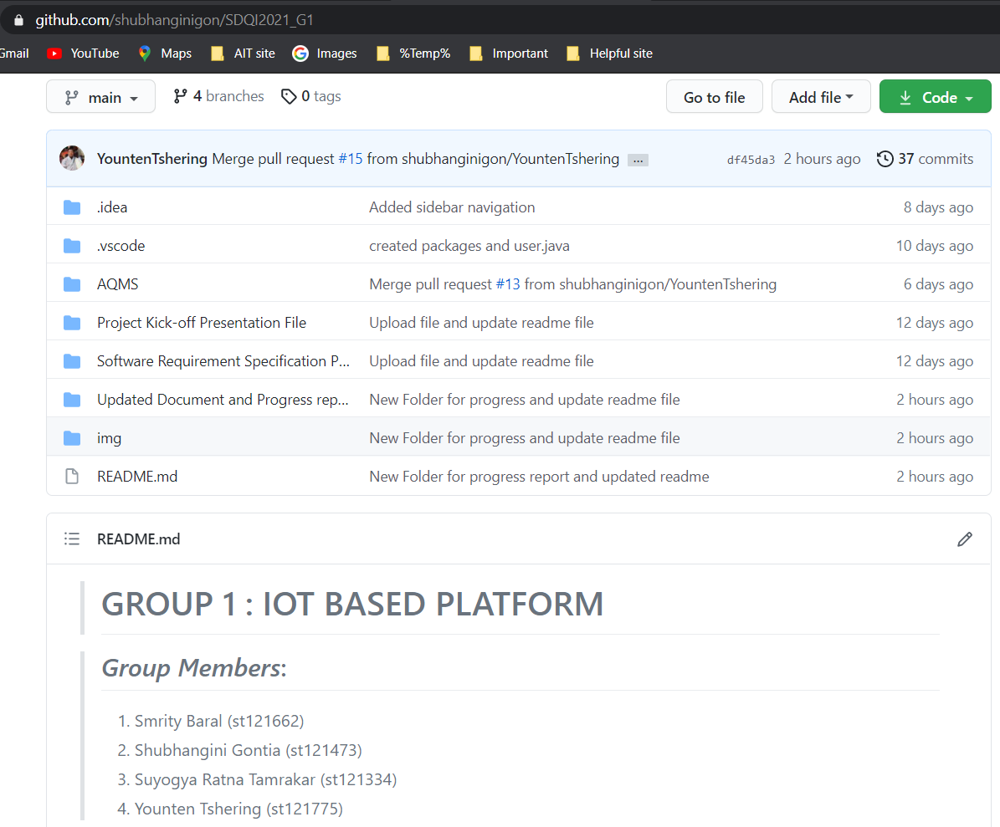 github.com/shubhanginigon/SDQI2021_G1
Gmail YouTube Maps AIT site Images %Temp% Important Helpful site
main 4 branches 0 tags Go to file Add file Code
YountenTshering Merge pull request #15 from shubhanginigon/YountenTshering ... df45da3 2 hours ago 37 commits
.idea Added sidebar navigation 8 days ago
.vscode created packages and user.java 10 days ago
AQMS Merge pull request #13 from shubhanginigon/YountenTshering 6 days ago
Project Kick-off Presentation File Upload file and update readme file 12 days ago
Software Requirement Specification P... Upload file and update readme file 12 days ago
Updated Document and Progress rep... New Folder for progress and update readme file 2 hours ago
img New Folder for progress and update readme file 2 hours ago
README.md New Folder for progress report and updated readme 2 hours ago
README.md
GROUP 1 : IOT BASED PLATFORM
Group Members:
1. Smrity Baral (st121662)
2. Shubhangini Gontia (st121473)
3. Suyogya Ratna Tamrakar (st121334)
4. Younten Tshering (st121775)